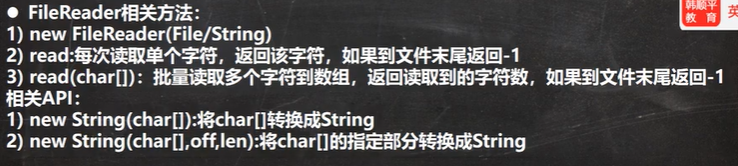 ● FileReader相关方法：
1) new FileReader(File/String)
2) read:每次读取单个字符，返回该字符，如果到文件末尾返回-1
3) read(char[])：批量读取多个字符到数组，返回读取到的字符数，如果到文件末尾返回-1
相关API：
1) new String(char[]):将char[]转换成String
2) new String(char[],off,len):将char[]的指定部分转换成String
韩顺平
教育
英